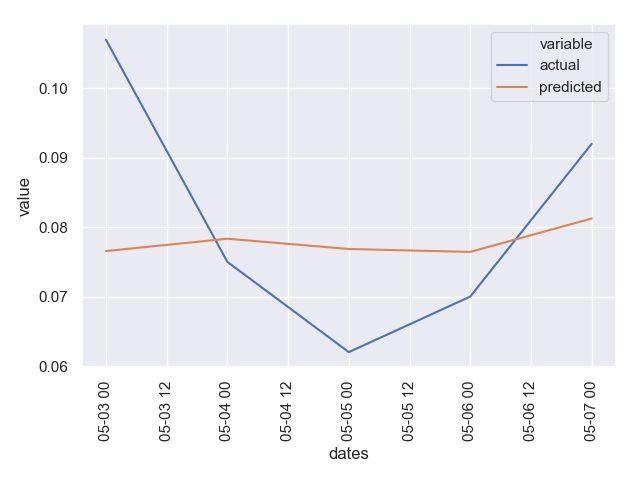 variable
actual
predicted
value
0.10
0.09
0.08
0.07
0.06
05-03 00
05-03 12
05-04 00
05-04 12
05-05 00
05-05 12
05-06 00
05-06 12
05-07 00
dates